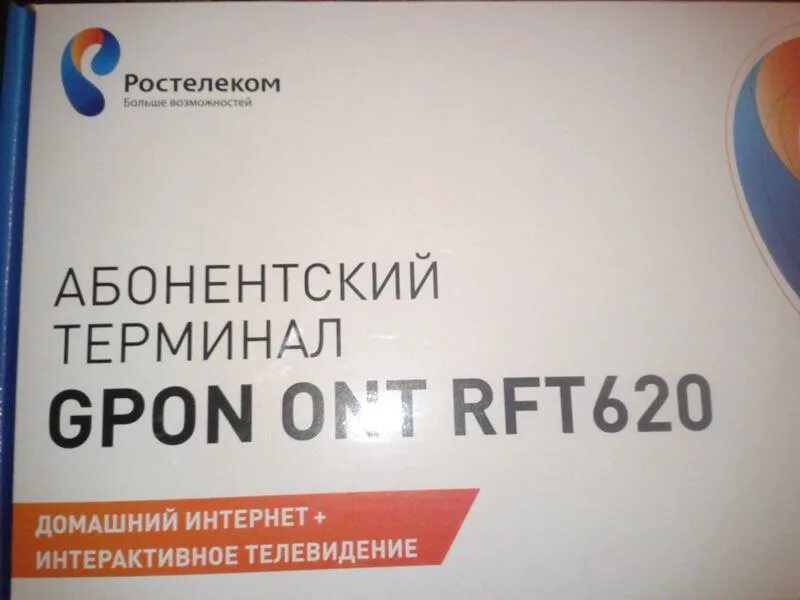 Ростелеком
Больше возможностей
АБОНЕНТСКИЙ
ТЕРМИНАЛ
GPON ONT RFT620
ДОМАШНИЙ ИНТЕРНЕТ +
ИНТЕРАКТИВНОЕ ТЕЛЕВИДЕНИЕ